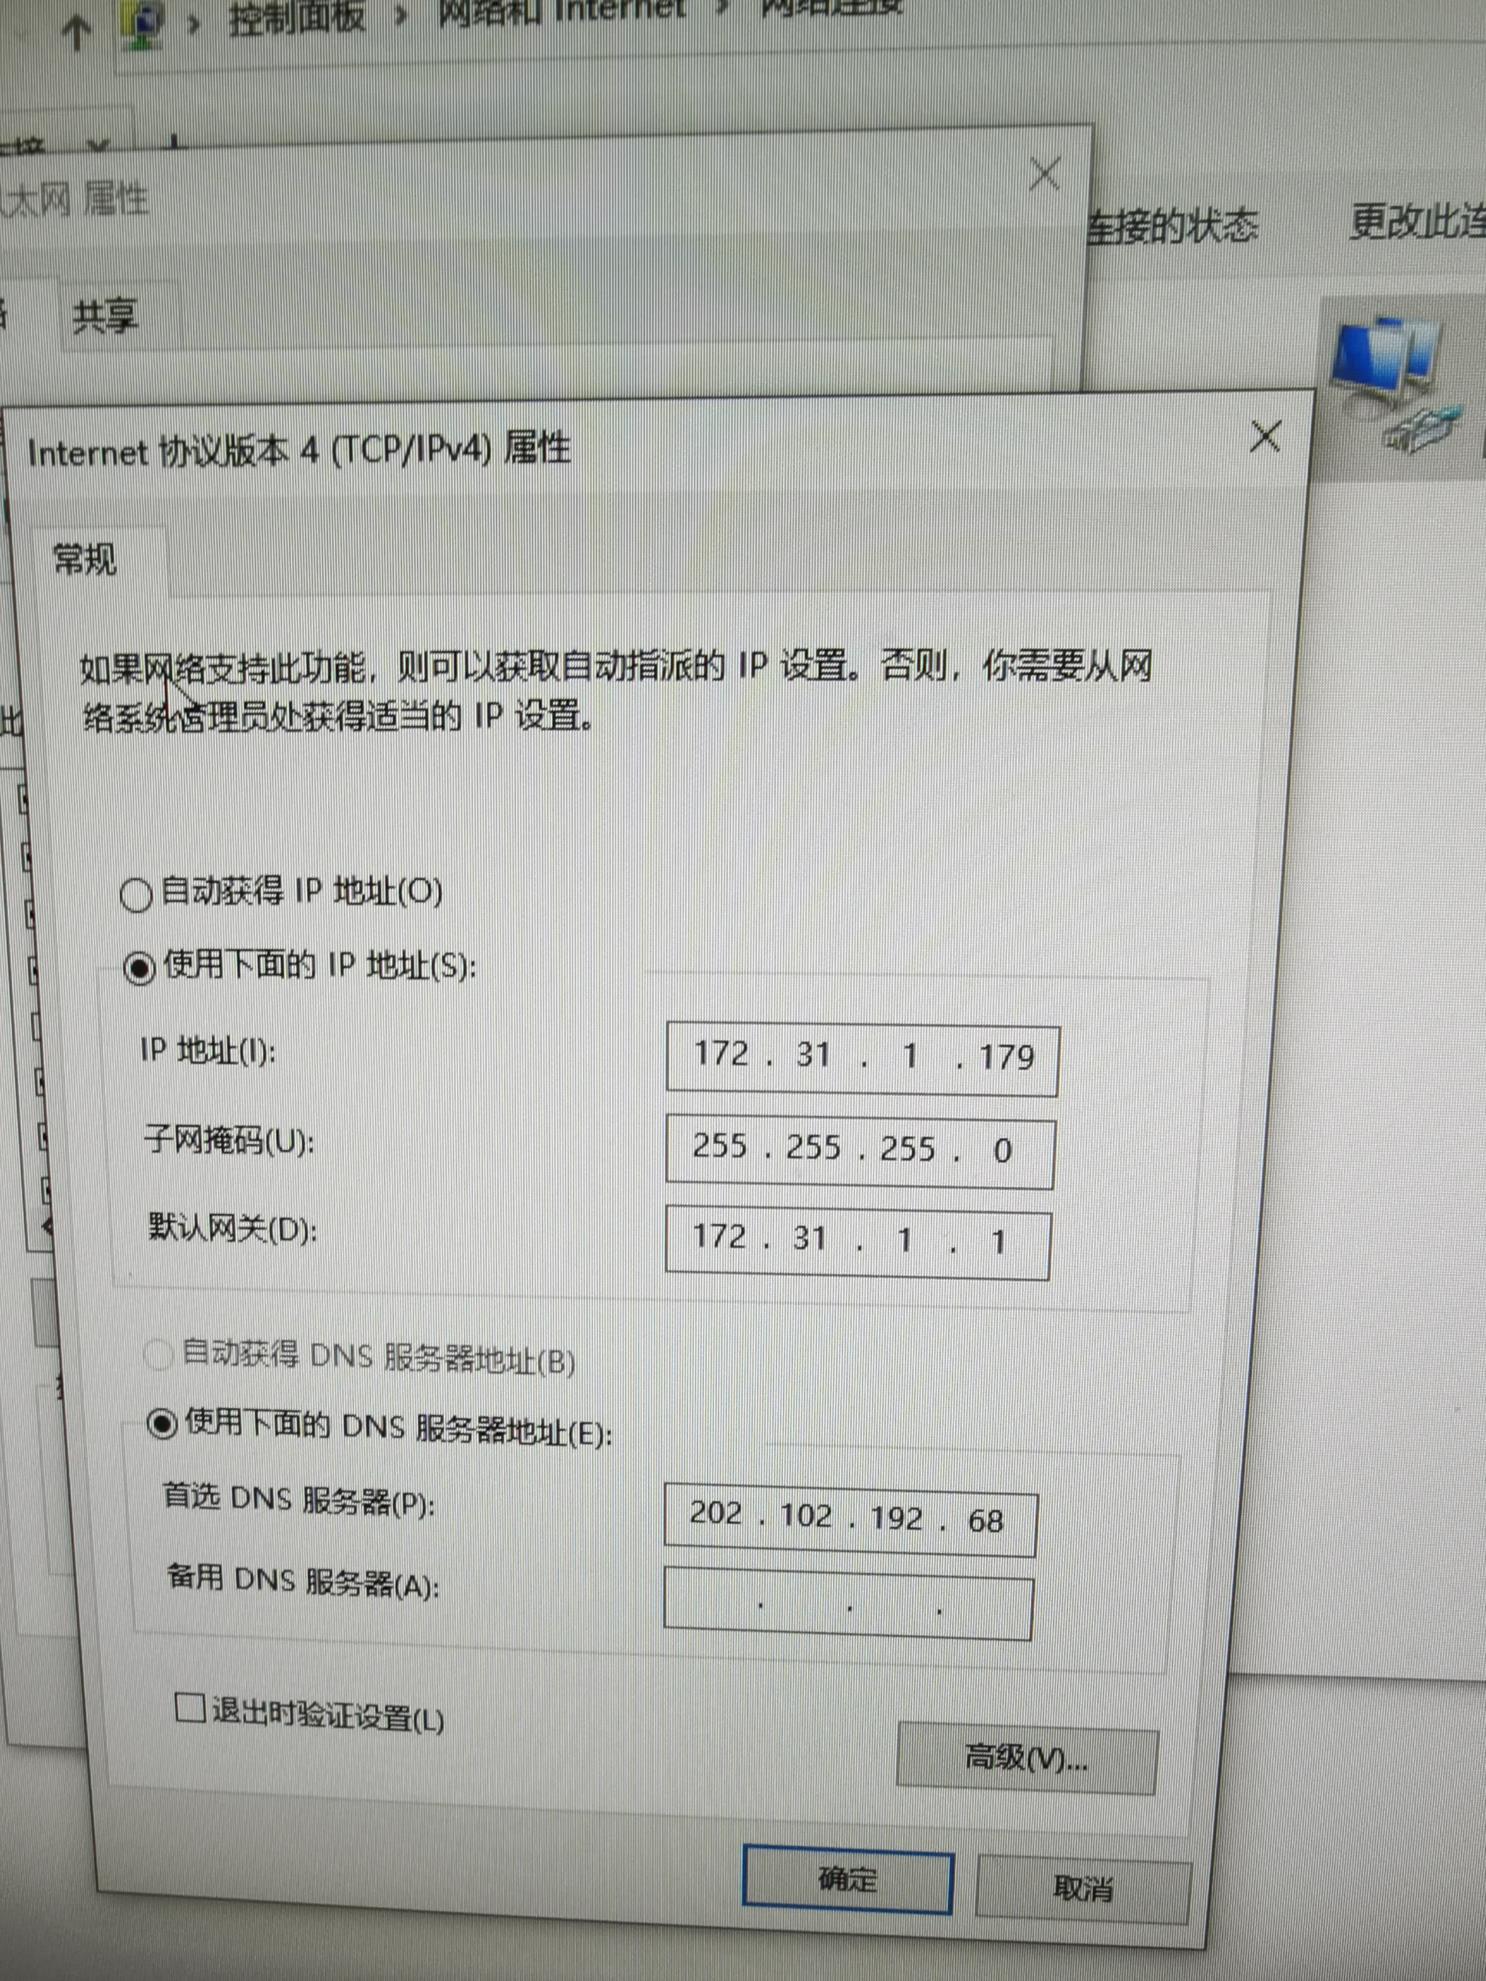 控制面板 › 网络和 Internet › 网络连接
太网 属性
连接的状态 更改此连
共享
Internet 协议版本 4 (TCP/IPv4) 属性
常规
如果网络支持此功能，则可以获取自动指派的 IP 设置。否则，你需要从网
络系统管理员处获得适当的 IP 设置。
此
自动获得 IP 地址(O)
使用下面的 IP 地址(S):
IP 地址(I): 172 . 31 . 1 . 179
子网掩码(U): 255 . 255 . 255 . 0
默认网关(D): 172 . 31 . 1 . 1
自动获得 DNS 服务器地址(B)
使用下面的 DNS 服务器地址(E):
首选 DNS 服务器(P): 202 . 102 . 192 . 68
备用 DNS 服务器(A): . . .
退出时验证设置(L)
高级(V)...
确定 取消